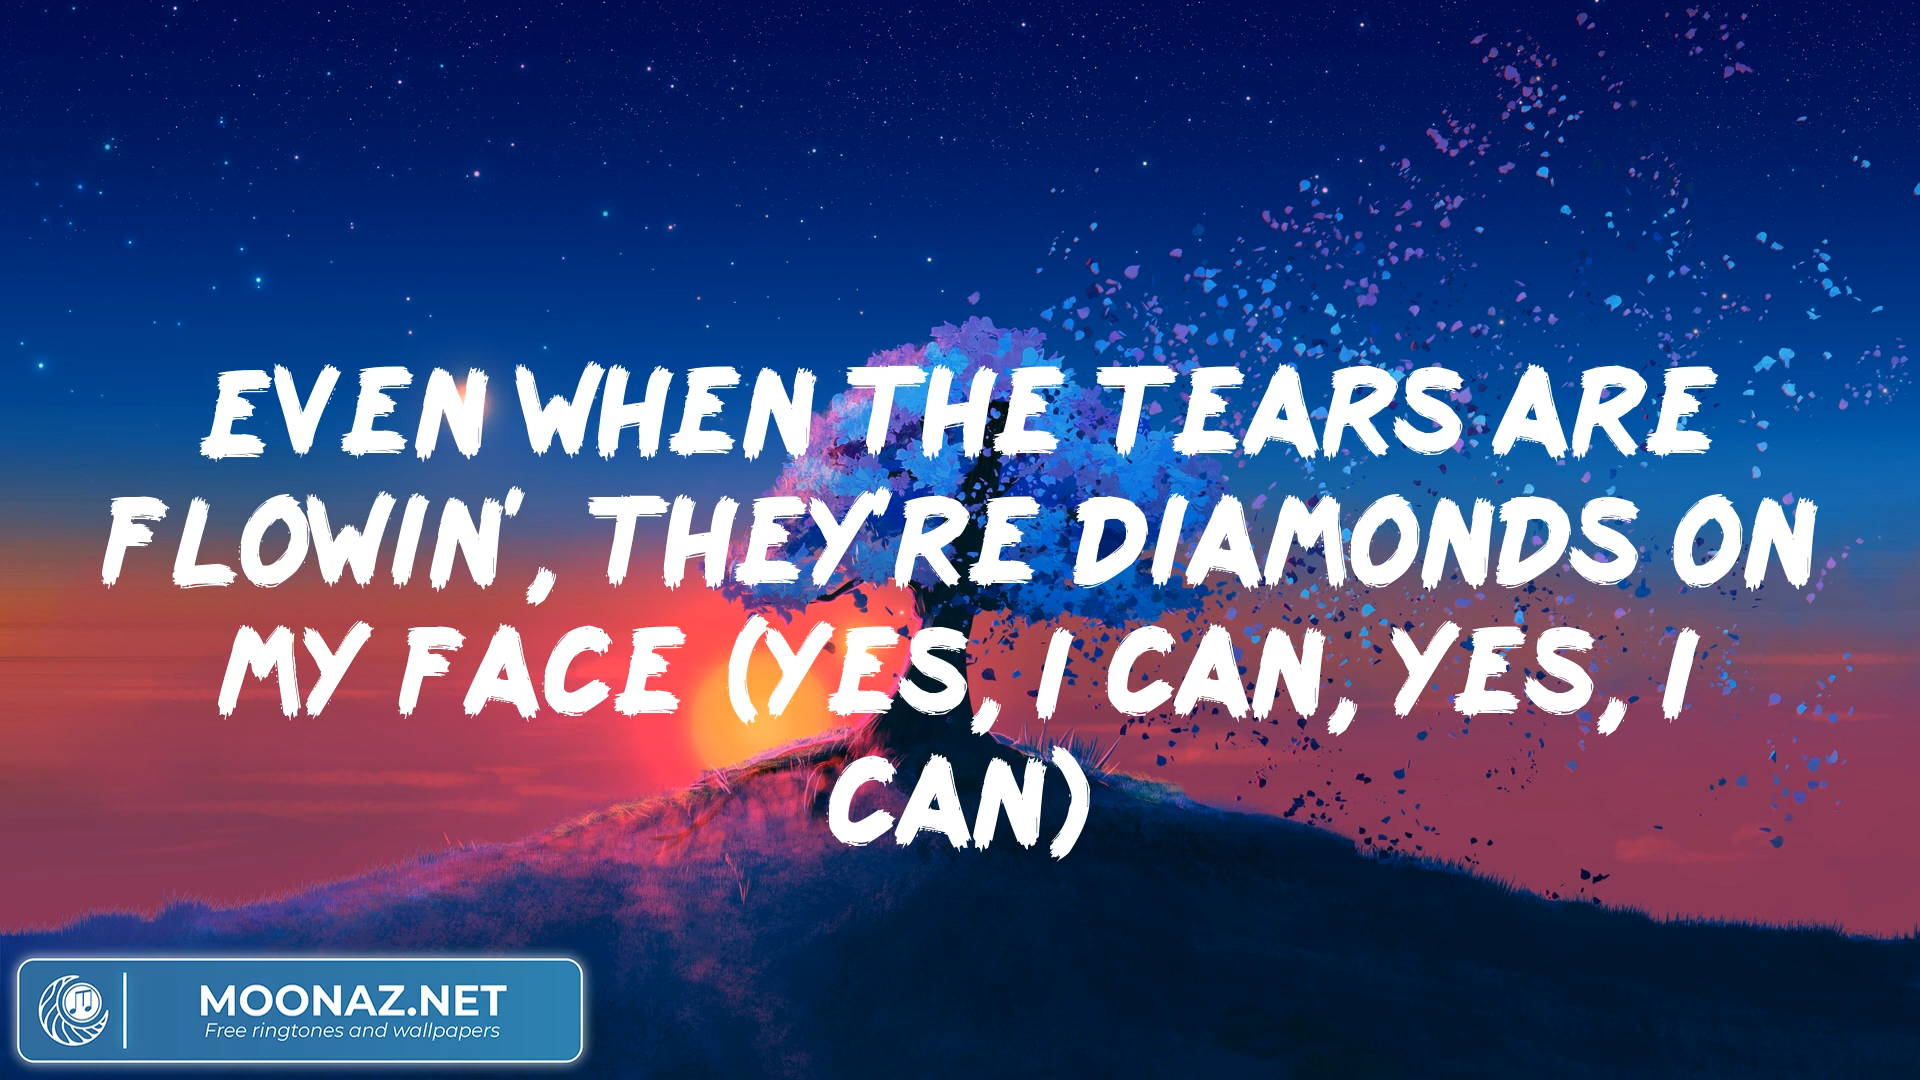 EVEN WHEN THE TEARS ARE
FLOWIN', THEY'RE DIAMONDS ON
MY FACE (YES, I CAN, YES, I
CAN)
MOONAZ.NET
Free ringtones and wallpapers